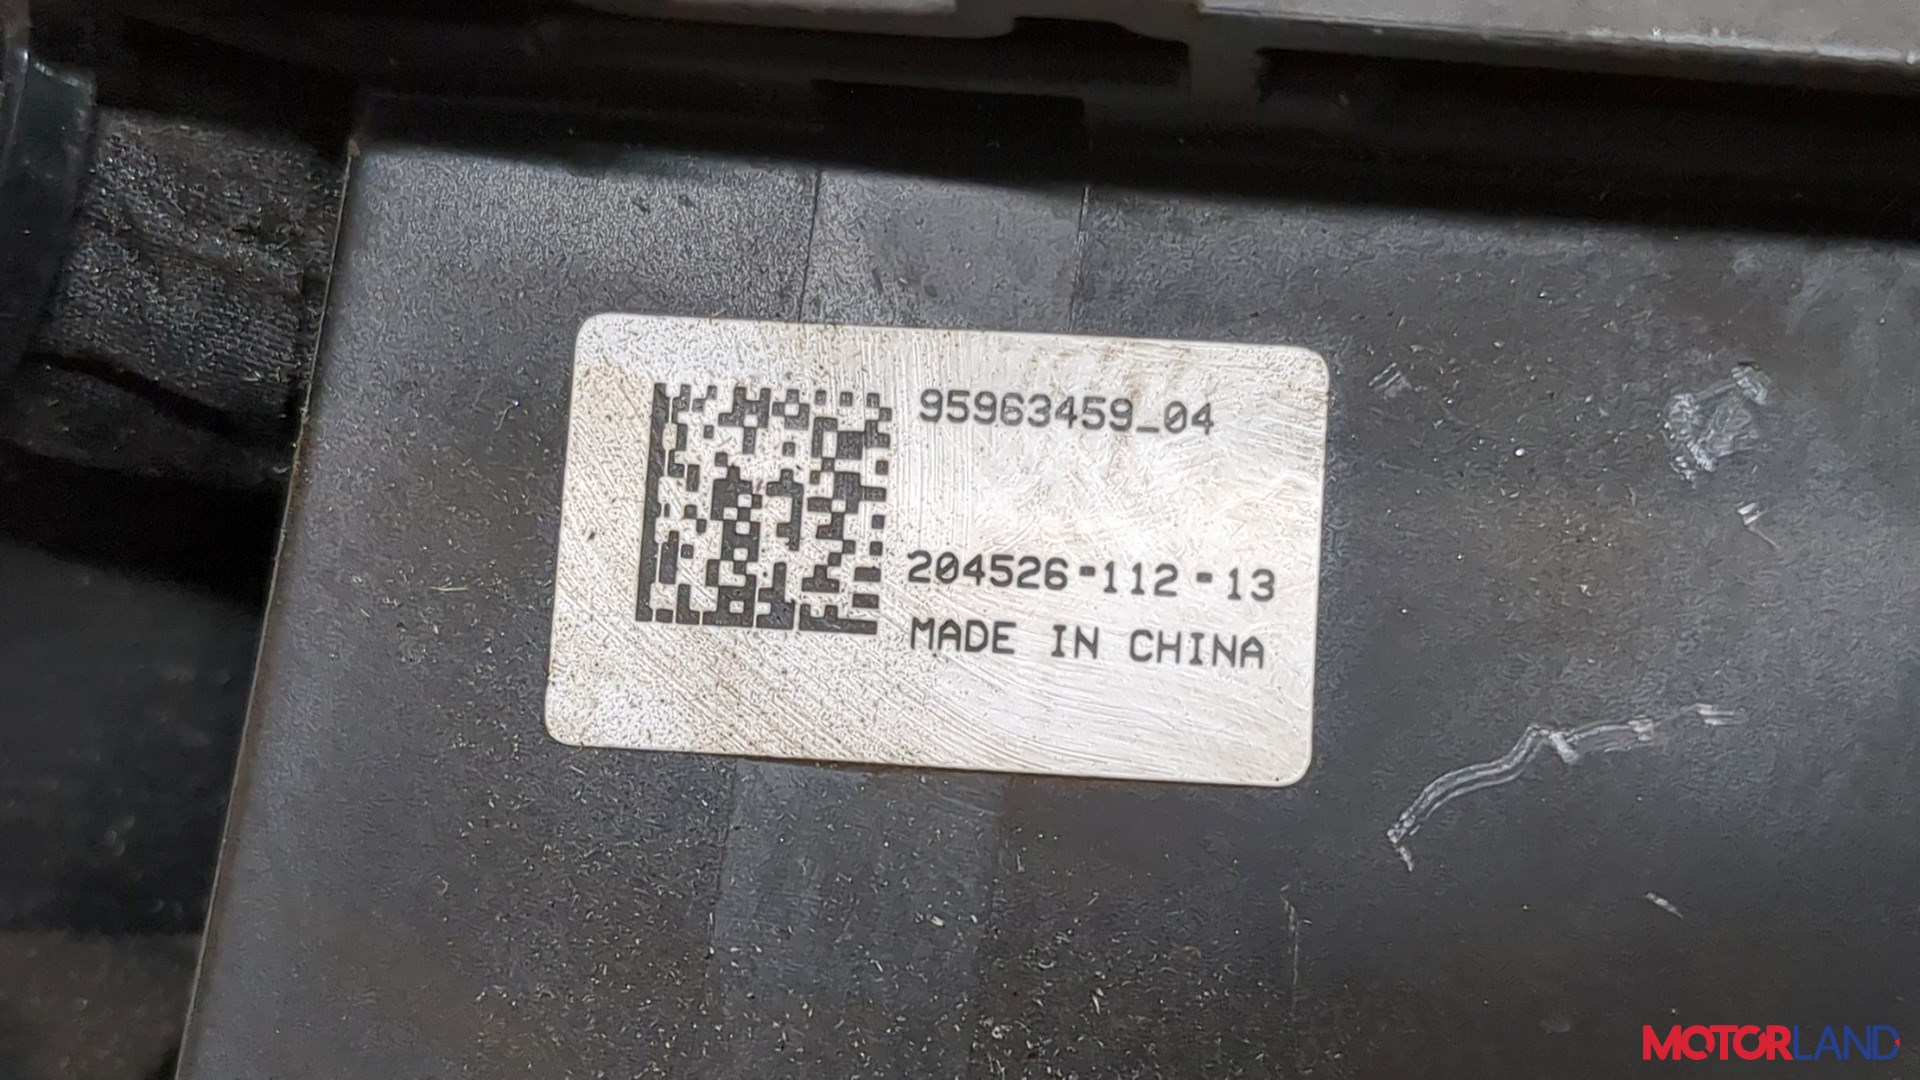 95963459_04
204526-112-13
MADE IN CHINA
MOTORLAND